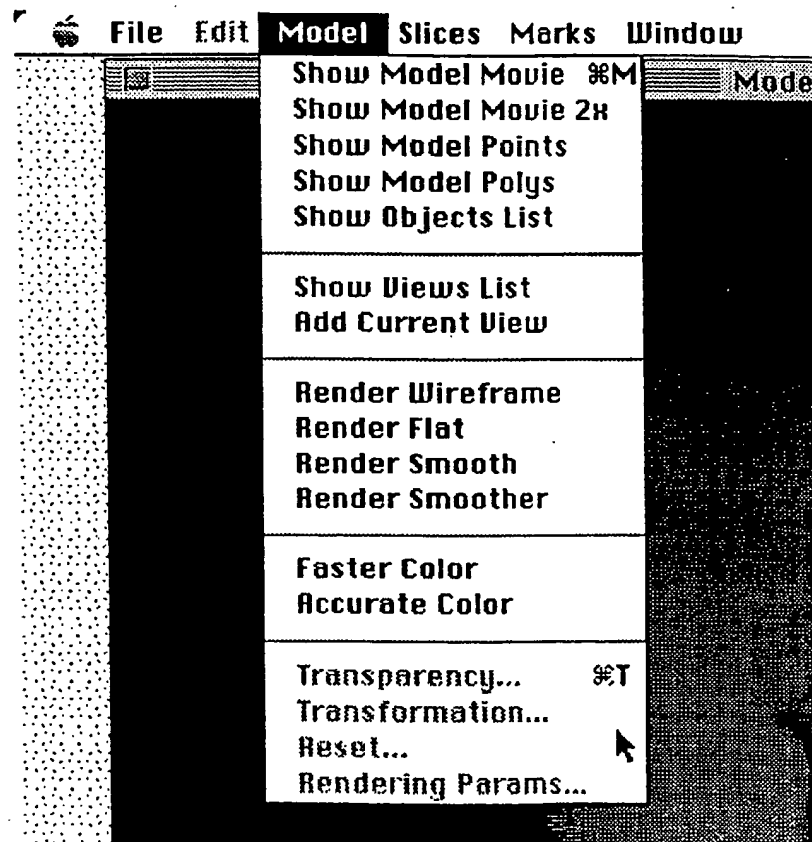 File Edit Model Slices Marks Window
Mode
Show Model Movie ⌘M
Show Model Movie 2x
Show Model Points
Show Model Polys
Show Objects List
Show Views List
Add Current View
Render Wireframe
Render Flat
Render Smooth
Render Smoother
Faster Color
Accurate Color
Transparency... ⌘T
Transformation...
Reset...
Rendering Params...